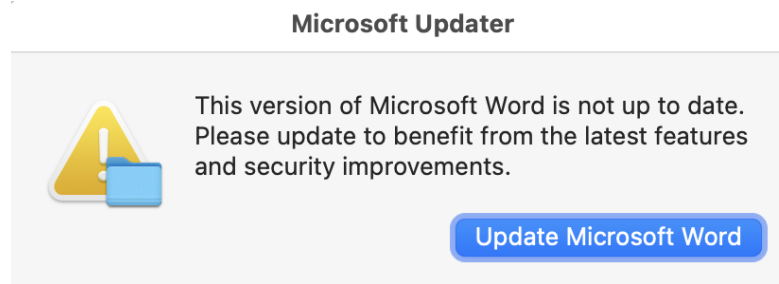 Microsoft Updater
This version of Microsoft Word is not up to date.
Please update to benefit from the latest features
and security improvements.
Update Microsoft Word